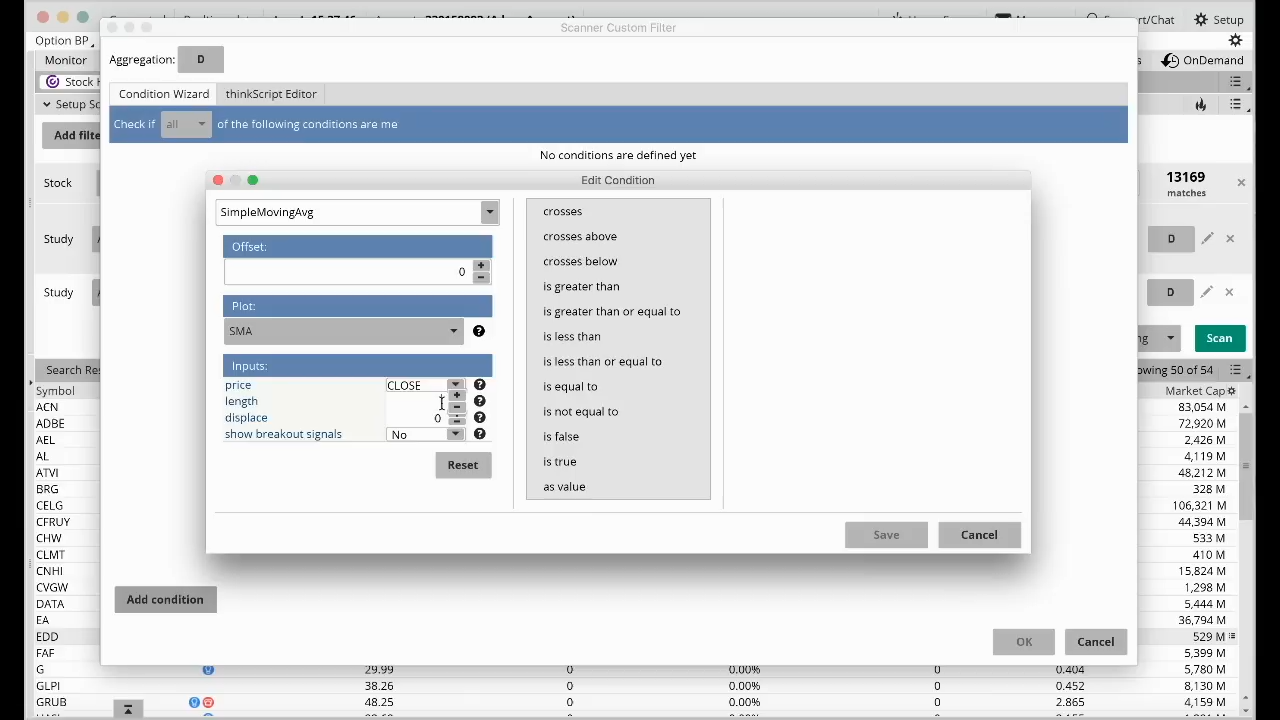 Setup
Option BP
Scanner Custom Filter
Monitor
OnDemand
Aggregation: D
Condition Wizard
thinkScript Editor
Check if all of the following conditions are me
No conditions are defined yet
Add filte
Stock
13169
matches
Study
D
Study
D
Scan
Edit Condition
SimpleMovingAvg
Offset:
0
Plot:
SMA
Inputs:
price CLOSE
length
displace 0
show breakout signals No
Reset
crosses
crosses above
crosses below
is greater than
is greater than or equal to
is less than
is less than or equal to
is equal to
is not equal to
is false
is true
as value
Save
Cancel
Add condition
OK
Cancel
Search Res
owing 50 of 54
Symbol Market Cap
ACN 83,054 M
ADBE 72,920 M
AEL 2,426 M
AL 4,119 M
ATVI 48,212 M
BRG 328 M
CELG 106,321 M
CFRUY 44,394 M
CHW 533 M
CLMT 410 M
CNHI 15,824 M
CVGW 1,298 M
DATA 5,444 M
EA 36,794 M
EDD 529 M
FAF 5,399 M
G 29.99 0 0.00% 0 0.404 5,780 M
GLPI 38.26 0 0.00% 0 0.452 8,130 M
GRUB 48.25 0 0.00% 0 2.865 4,159 M